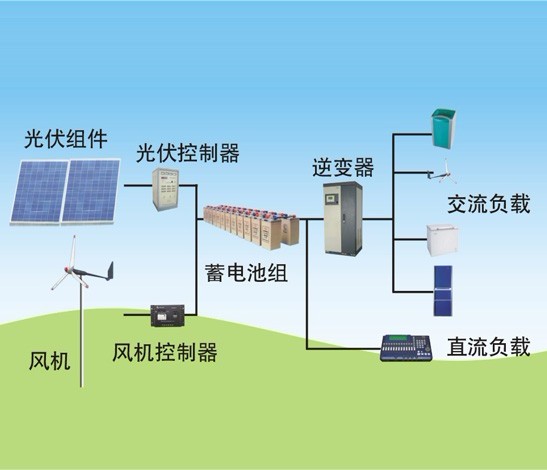 光伏组件
光伏控制器
逆变器
交流负载
蓄电池组
风机
风机控制器
直流负载